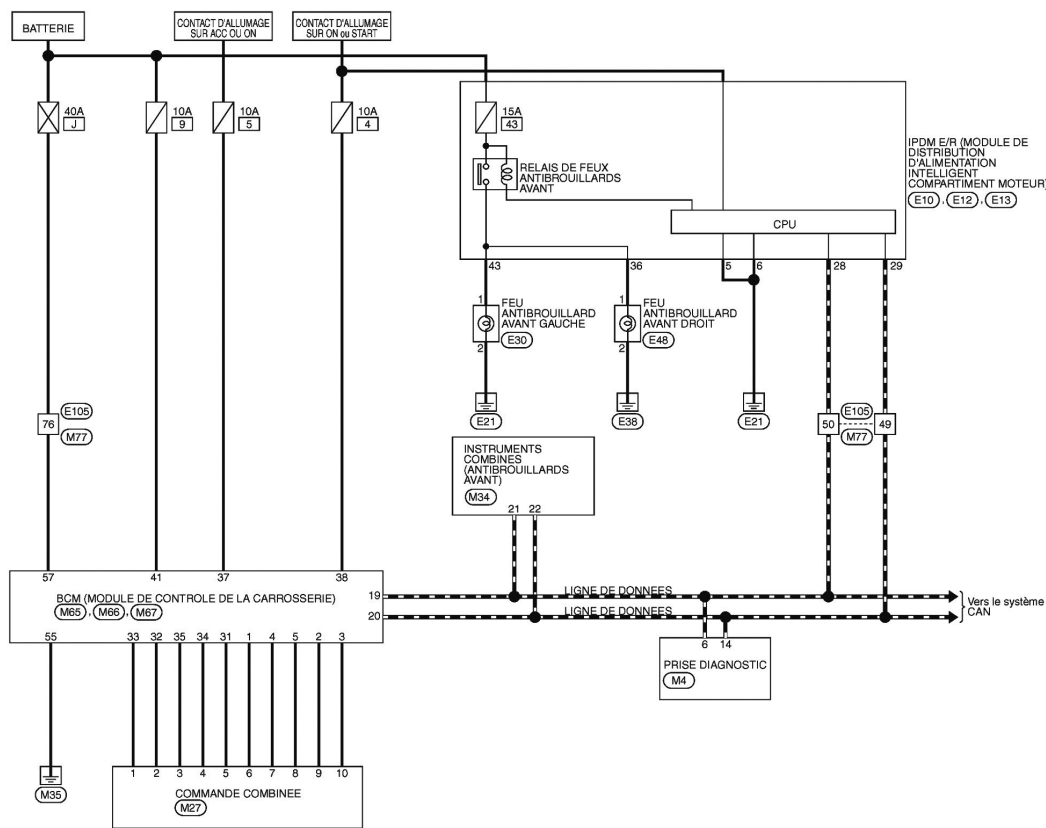 BATTERIE
CONTACT D'ALLUMAGE
SUR ACC OU ON
CONTACT D'ALLUMAGE
SUR ON ou START
40A
J
10A
9
10A
5
10A
4
15A
43
RELAIS DE FEUX
ANTIBROUILLARDS
AVANT
CPU
IPDM E/R (MODULE DE
DISTRIBUTION
D'ALIMENTATION
INTELLIGENT
COMPARTIMENT MOTEUR)
E10 , E12 , E13
43 36 5 6 28 29
1
FEU
ANTIBROUILLARD
AVANT GAUCHE
E30
2
1
FEU
ANTIBROUILLARD
AVANT DROIT
E48
2
E21
E38
E21
76
E105
M77
50
E105
M77
49
INSTRUMENTS
COMBINES
(ANTIBROUILLARDS
AVANT)
M34
21 22
57 41 37 38
BCM (MODULE DE CONTROLE DE LA CARROSSERIE)
M65 , M66 , M67
19
20
LIGNE DE DONNEES
LIGNE DE DONNEES
Vers le système
CAN
55 33 32 35 34 31 1 4 5 2 3
6 14
PRISE DIAGNOSTIC
M4
M35
1 2 3 4 5 6 7 8 9 10
COMMANDE COMBINEE
M27